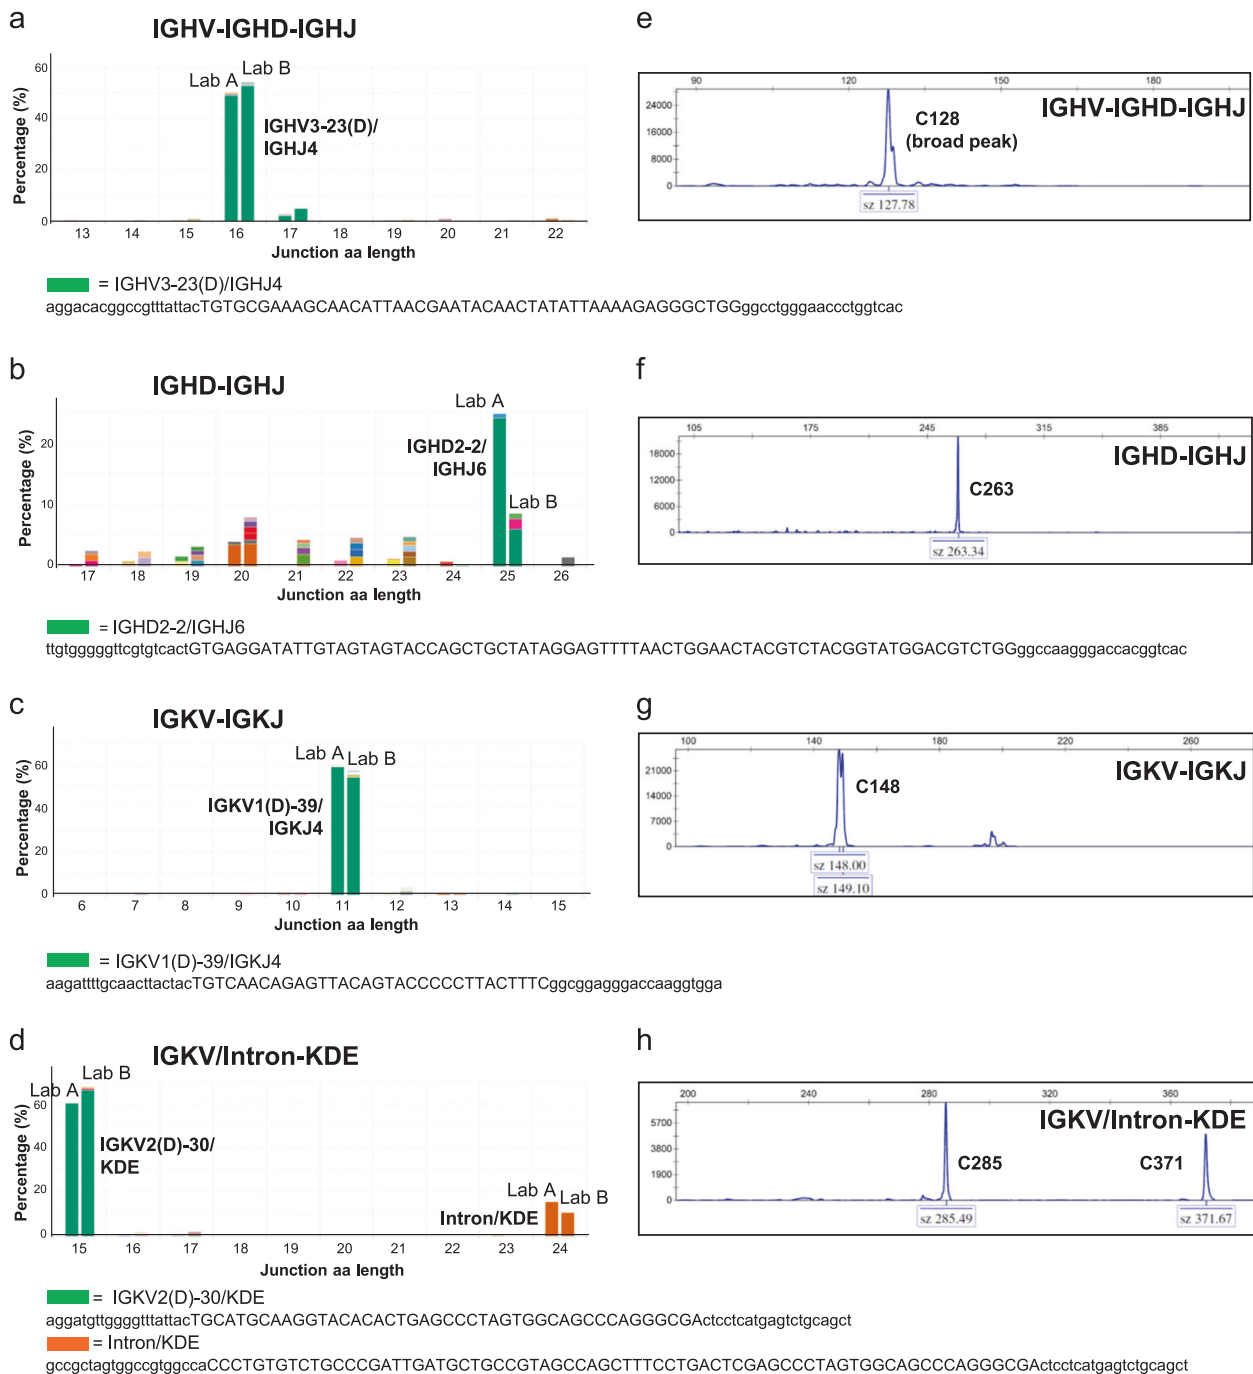 a
IGHV-IGHD-IGHJ
Percentage (%)
60
40
20
0
Lab A
Lab B
IGHV3-23(D)/
IGHJ4
13 14 15 16 17 18 19 20 21 22
Junction aa length
= IGHV3-23(D)/IGHJ4
aggacacggccgtttattacTGTGCGAAAGCAACATTAACGAATACAACTATATTAAAAGAGGGCTGGggcctgggaaccctggtcac
e
90 120 150 180
24000
16000
8000
0
IGHV-IGHD-IGHJ
C128
(broad peak)
sz 127.78
b
IGHD-IGHJ
Percentage (%)
20
10
0
Lab A
IGHD2-2/
IGHJ6
Lab B
17 18 19 20 21 22 23 24 25 26
Junction aa length
= IGHD2-2/IGHJ6
ttgtgggggttcgtgtcactGTGAGGATATTGTAGTAGTACCAGCTGCTATAGGAGTTTTAACTGGAACTACGTCTACGGTATGGACGTCTGGggccaagggaccacggtcac
f
105 175 245 315 385
18000
12000
6000
0
IGHD-IGHJ
C263
sz 263.34
c
IGKV-IGKJ
Percentage (%)
60
40
20
0
Lab A
Lab B
IGKV1(D)-39/
IGKJ4
6 7 8 9 10 11 12 13 14 15
Junction aa length
= IGKV1(D)-39/IGKJ4
aagattttgcaacttactacTGTCAACAGAGTTACAGTACCCCCTTACTTTCggcggagggaccaaggtgga
g
100 140 180 220 260
21000
14000
7000
0
IGKV-IGKJ
C148
sz 148.00
sz 149.10
d
IGKV/Intron-KDE
Percentage (%)
60
40
20
0
Lab A
Lab B
IGKV2(D)-30/
KDE
Lab A
Lab B
Intron/KDE
15 16 17 18 19 20 21 22 23 24
Junction aa length
= IGKV2(D)-30/KDE
aggatgttggggtttattacTGCATGCAAGGTACACACTGAGCCCTAGTGGCAGCCCAGGGCGActcctcatgagtctgcagct
= Intron/KDE
gccgctagtggccgtggccaCCCTGTGTCTGCCCGATTGATGCTGCCGTAGCCAGCTTTCCTGACTCGAGCCCTAGTGGCAGCCCAGGGCGActcctcatgagtctgcagct
h
200 240 280 320 360
5700
3800
1900
0
IGKV/Intron-KDE
C285
C371
sz 285.49
sz 371.67